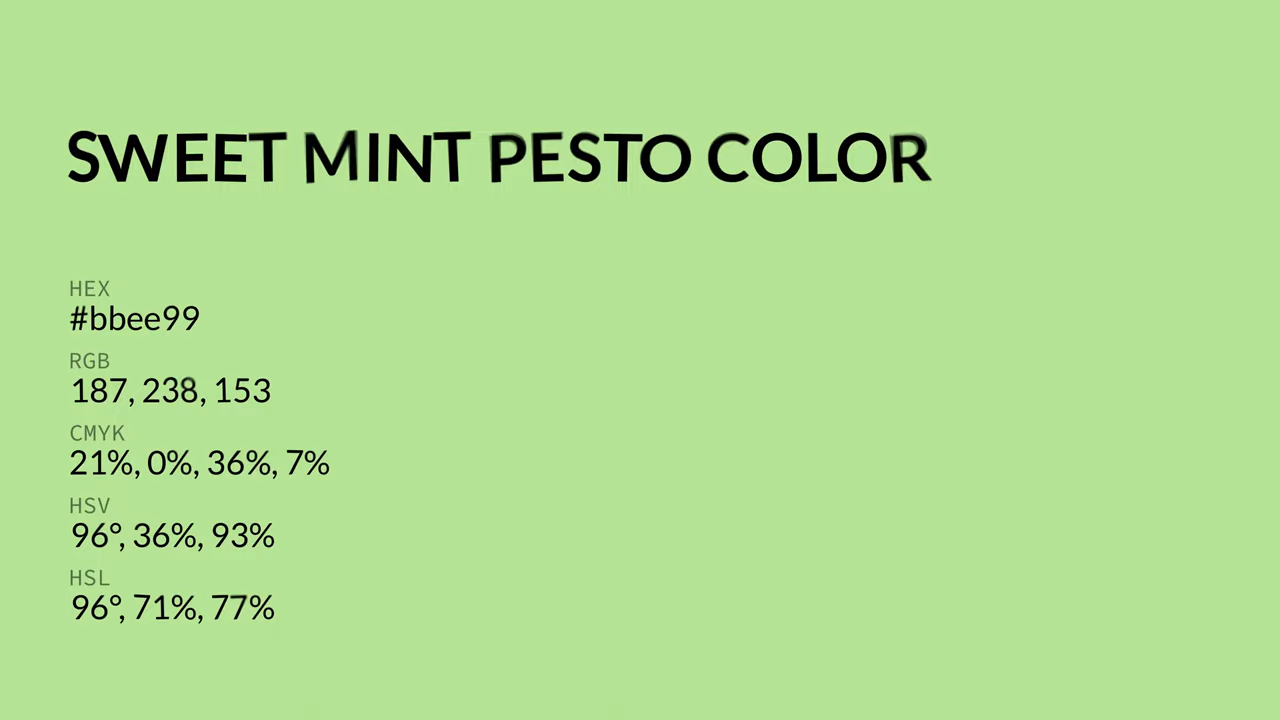 SWEET MINT PESTO COLOR
HEX
#bbee99
RGB
187, 238, 153
CMYK
21%, 0%, 36%, 7%
HSV
96°, 36%, 93%
HSL
96°, 71%, 77%